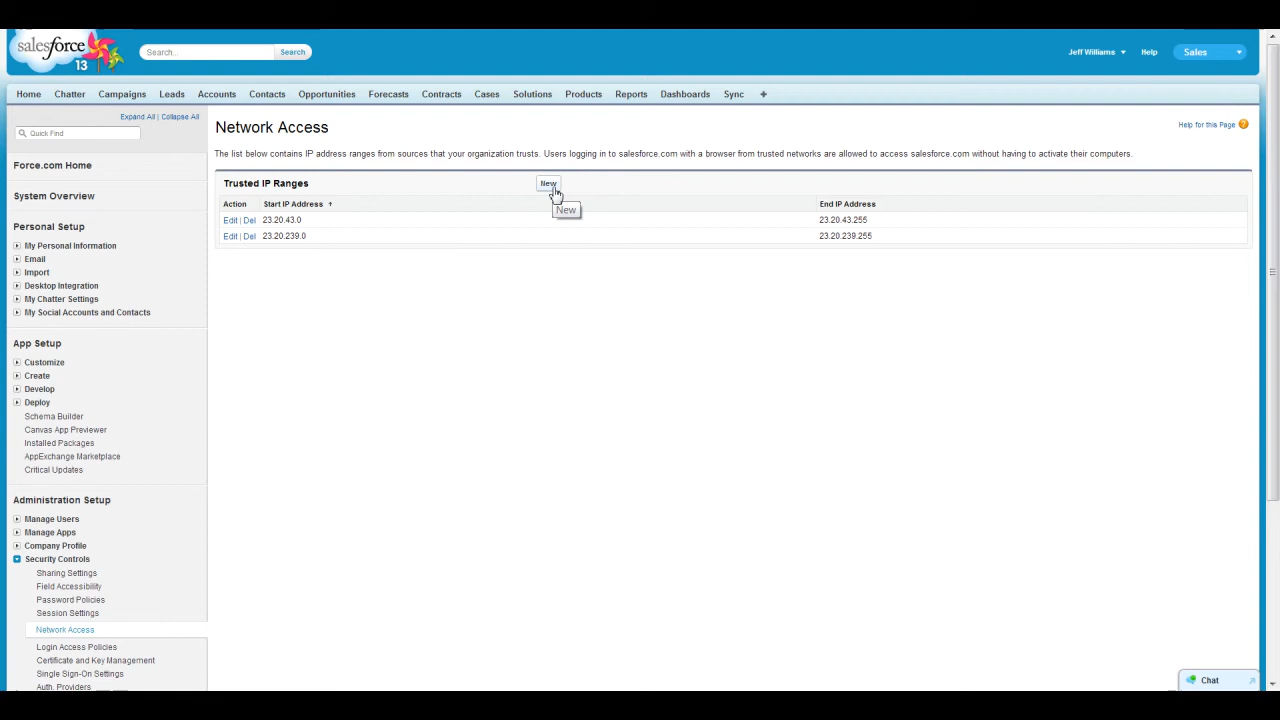 salesforce
13
Search...
Search
Jeff Williams
Help
Sales
Home
Chatter
Campaigns
Leads
Accounts
Contacts
Opportunities
Forecasts
Contracts
Cases
Solutions
Products
Reports
Dashboards
Sync
+
Expand All | Collapse All
Quick Find
Force.com Home
System Overview
Personal Setup
My Personal Information
Email
Import
Desktop Integration
My Chatter Settings
My Social Accounts and Contacts
App Setup
Customize
Create
Develop
Deploy
Schema Builder
Canvas App Previewer
Installed Packages
AppExchange Marketplace
Critical Updates
Administration Setup
Manage Users
Manage Apps
Company Profile
Security Controls
Sharing Settings
Field Accessibility
Password Policies
Session Settings
Network Access
Login Access Policies
Certificate and Key Management
Single Sign-On Settings
Auth. Providers
Network Access
Help for this Page ?
The list below contains IP address ranges from sources that your organization trusts. Users logging in to salesforce.com with a browser from trusted networks are allowed to access salesforce.com without having to activate their computers.
Trusted IP Ranges
New
New
Action Start IP Address End IP Address
Edit | Del 23.20.43.0 23.20.43.255
Edit | Del 23.20.239.0 23.20.239.255
Chat